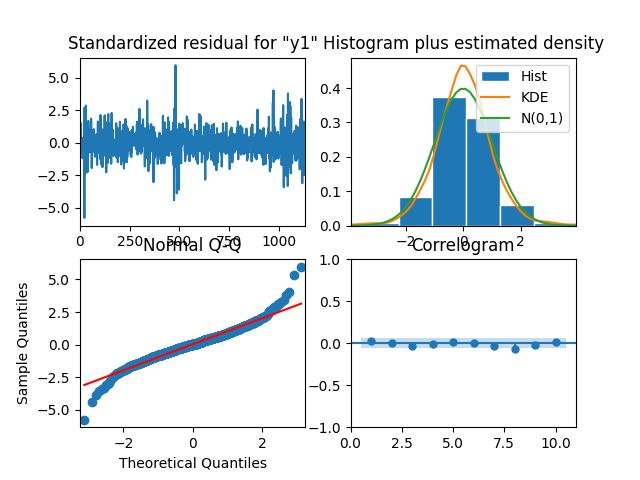 Standardized residual for "y1" Histogram plus estimated density
5.0
2.5
0.0
−2.5
−5.0
0 250 500 750 1000
0.4
0.3
0.2
0.1
0.0
−2 0 2
Hist
KDE
N(0,1)
Normal Q-Q
Sample Quantiles
5.0
2.5
0.0
−2.5
−5.0
−2 0 2
Theoretical Quantiles
Correlogram
1.0
0.5
0.0
−0.5
−1.0
0.0 2.5 5.0 7.5 10.0